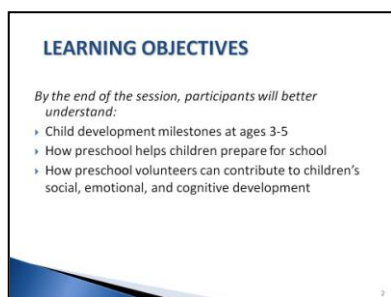 LEARNING OBJECTIVES
By the end of the session, participants will better
understand:
Child development milestones at ages 3-5
How preschool helps children prepare for school
How preschool volunteers can contribute to children's
social, emotional, and cognitive development
2